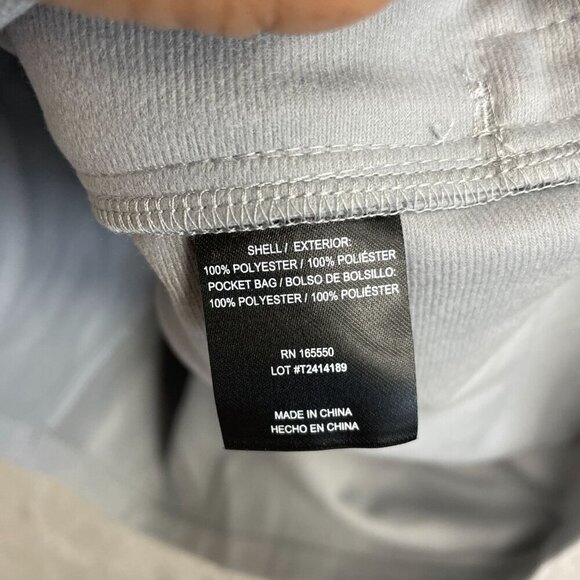 SHELL / EXTERIOR:
100% POLYESTER / 100% POLIÉSTER
POCKET BAG / BOLSO DE BOLSILLO:
100% POLYESTER / 100% POLIÉSTER
RN 165550
LOT #T2414189
MADE IN CHINA
HECHO EN CHINA